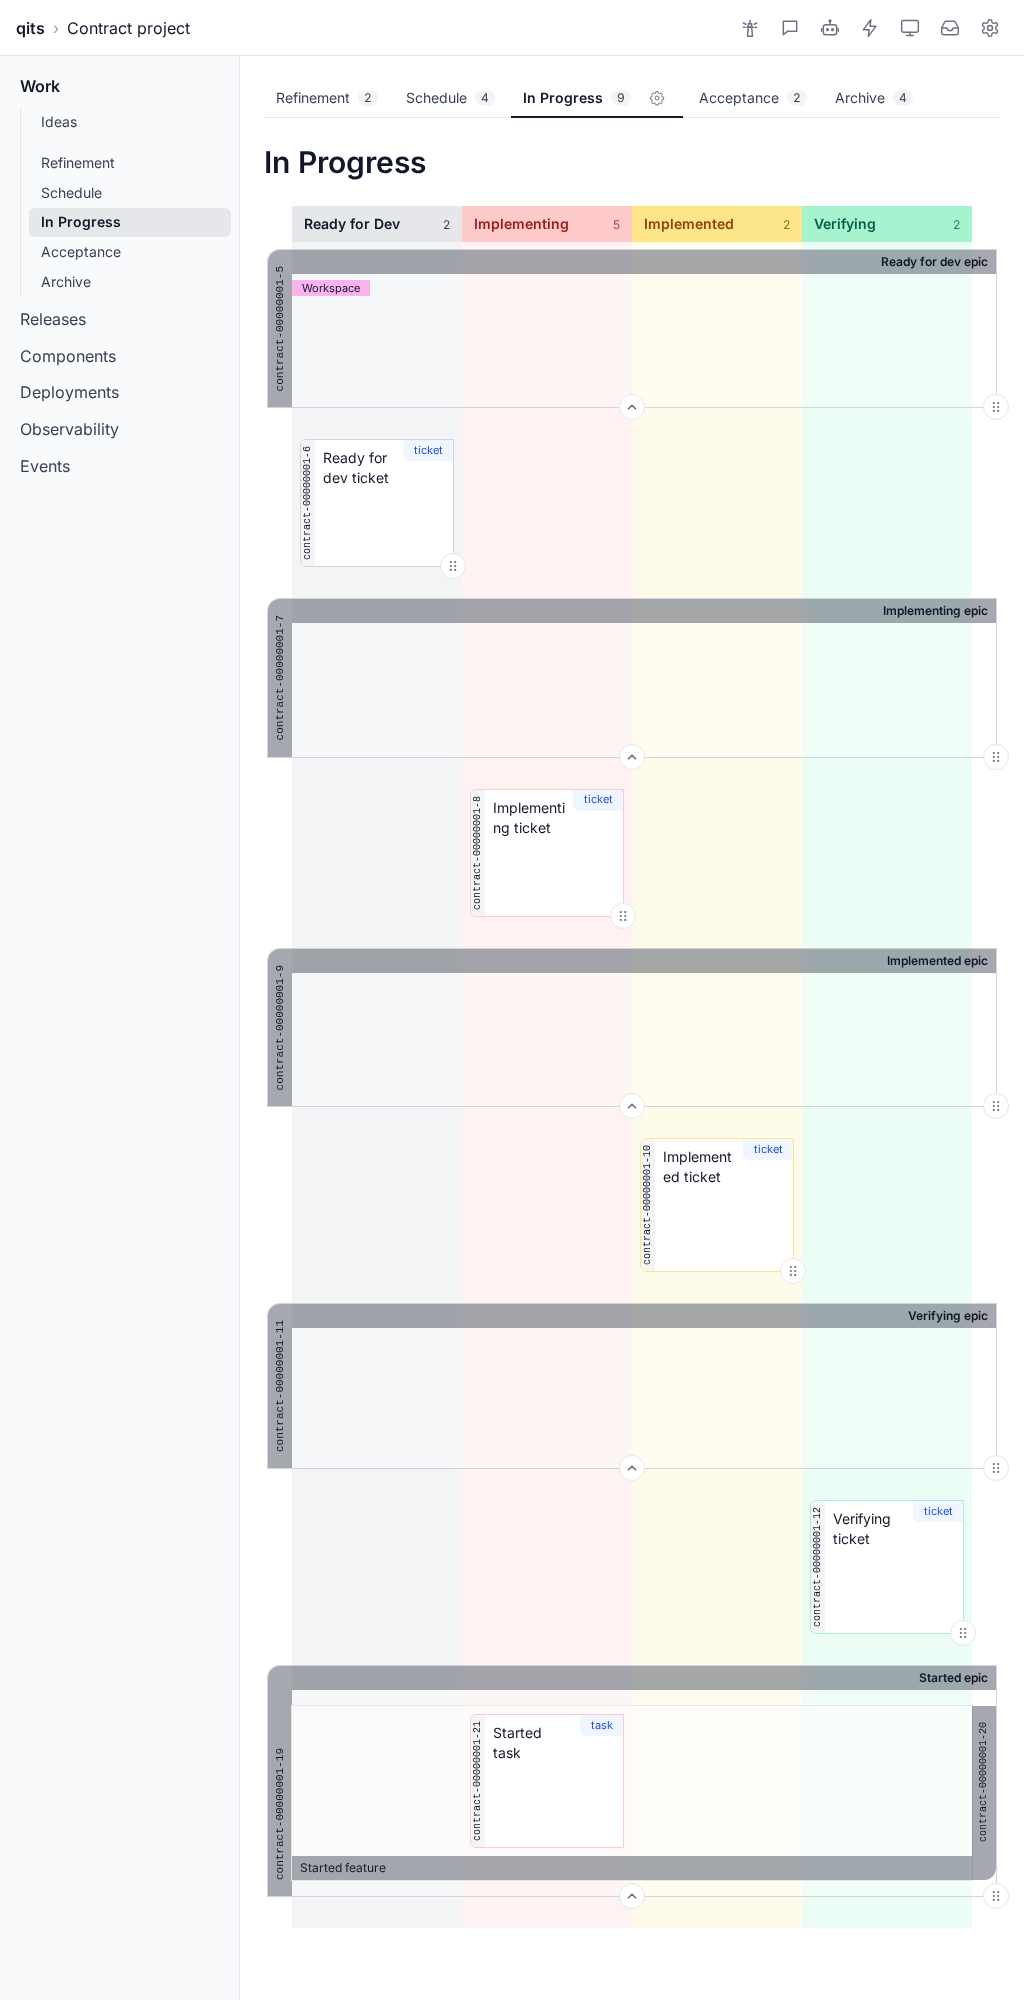 qits › Contract project
Work
Ideas
Refinement
Schedule
In Progress
Acceptance
Archive
Releases
Components
Deployments
Observability
Events
Refinement 2 Schedule 4 In Progress 9 Acceptance 2 Archive 4
In Progress
Ready for Dev 2 Implementing 5 Implemented 2 Verifying 2
contract-00000001-5
Ready for dev epic
Workspace
contract-00000001-6
Ready for
dev ticket
ticket
contract-00000001-7
Implementing epic
contract-00000001-8
Implementi
ng ticket
ticket
contract-00000001-9
Implemented epic
contract-00000001-10
Implement
ed ticket
ticket
contract-00000001-11
Verifying epic
contract-00000001-12
Verifying
ticket
ticket
contract-00000001-19
Started epic
contract-00000001-21
Started
task
task
contract-00000001-20
Started feature